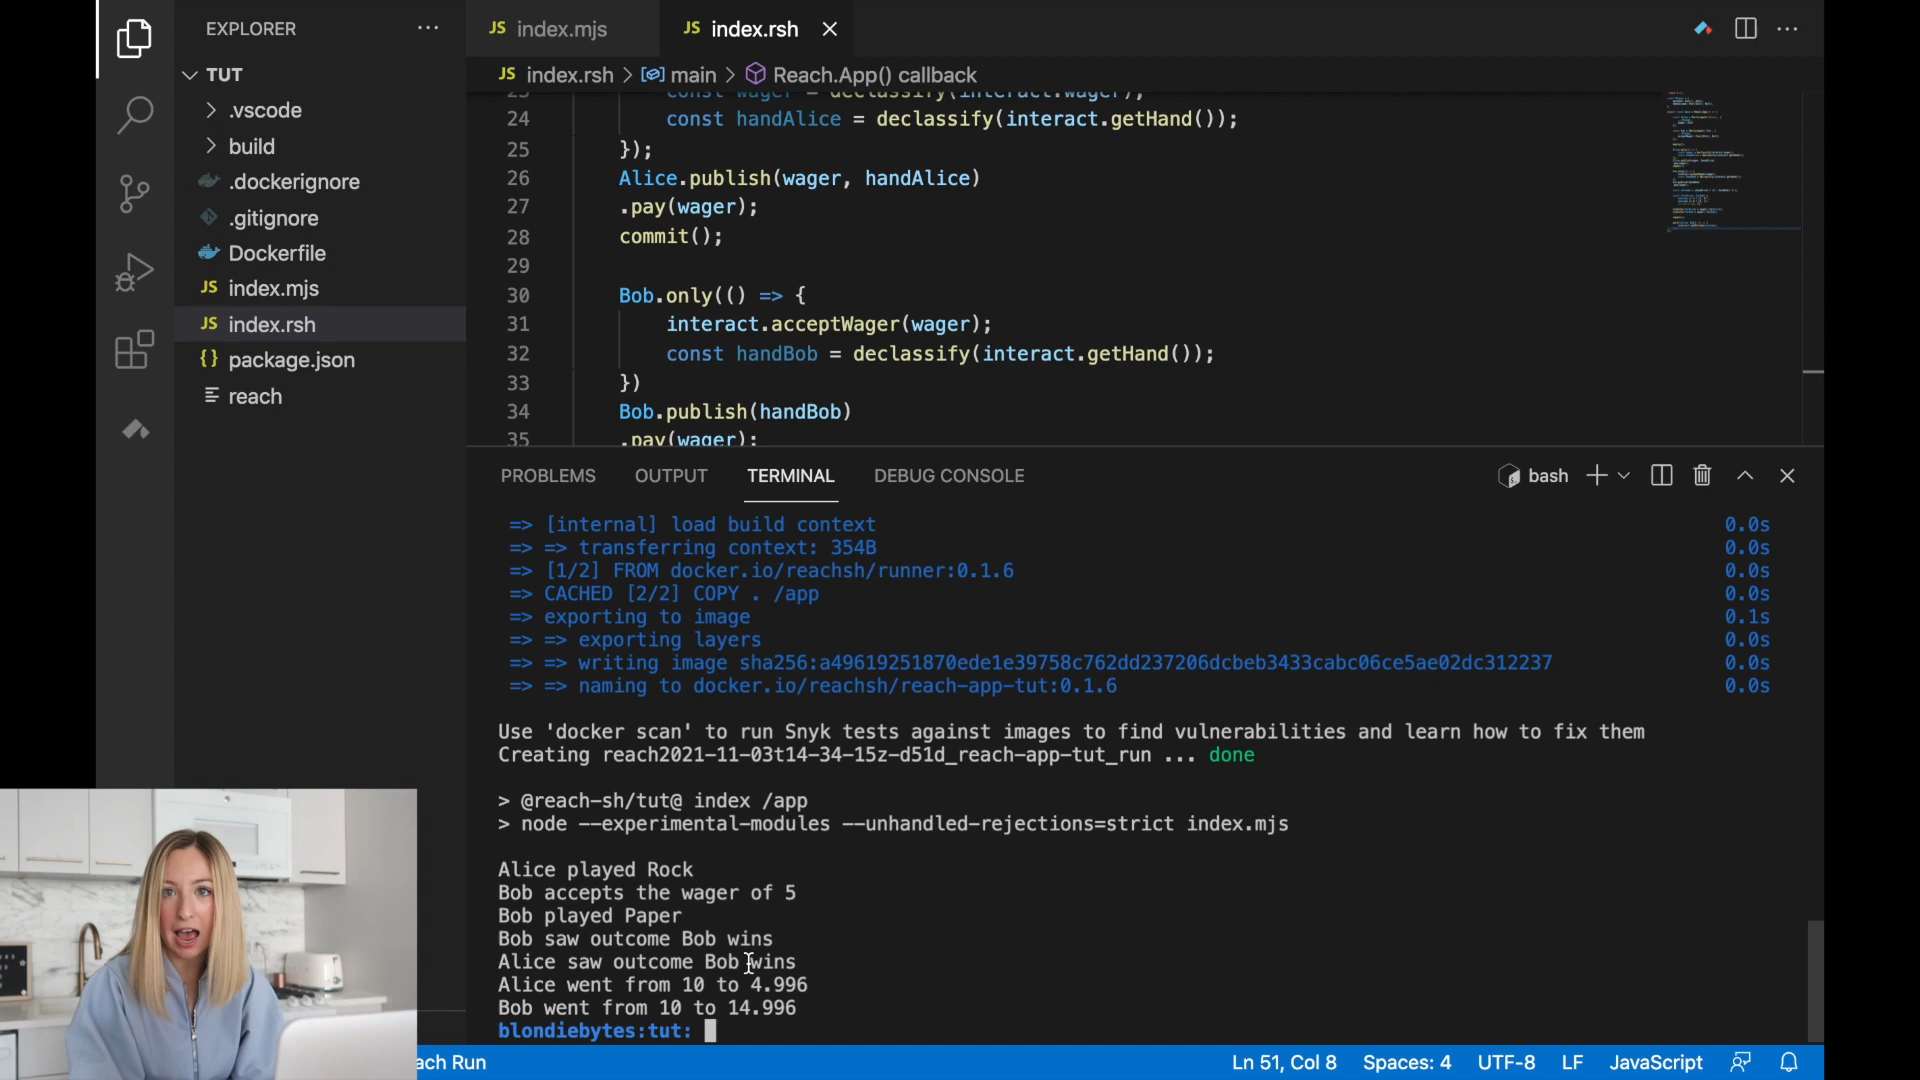 EXPLORER
TUT
.vscode
build
.dockerignore
.gitignore
Dockerfile
JS index.mjs
JS index.rsh
{} package.json
reach
JS index.mjs
JS index.rsh
JS index.rsh > main > Reach.App() callback
23 const wager = declassify(interact.wager);
24 const handAlice = declassify(interact.getHand());
25 });
26 Alice.publish(wager, handAlice)
27 .pay(wager);
28 commit();
29
30 Bob.only(() => {
31 interact.acceptWager(wager);
32 const handBob = declassify(interact.getHand());
33 })
34 Bob.publish(handBob)
35 .pay(wager);
PROBLEMS OUTPUT TERMINAL DEBUG CONSOLE bash
=> [internal] load build context 0.0s
=> => transferring context: 354B 0.0s
=> [1/2] FROM docker.io/reachsh/runner:0.1.6 0.0s
=> CACHED [2/2] COPY . /app 0.0s
=> exporting to image 0.1s
=> => exporting layers 0.0s
=> => writing image sha256:a49619251870ede1e39758c762dd237206dcbeb3433cabc06ce5ae02dc312237 0.0s
=> => naming to docker.io/reachsh/reach-app-tut:0.1.6 0.0s
Use 'docker scan' to run Snyk tests against images to find vulnerabilities and learn how to fix them
Creating reach2021-11-03t14-34-15z-d51d_reach-app-tut_run ... done
> @reach-sh/tut@ index /app
> node --experimental-modules --unhandled-rejections=strict index.mjs
Alice played Rock
Bob accepts the wager of 5
Bob played Paper
Bob saw outcome Bob wins
Alice saw outcome Bob wins
Alice went from 10 to 4.996
Bob went from 10 to 14.996
blondiebytes:tut:
ach Run Ln 51, Col 8 Spaces: 4 UTF-8 LF JavaScript